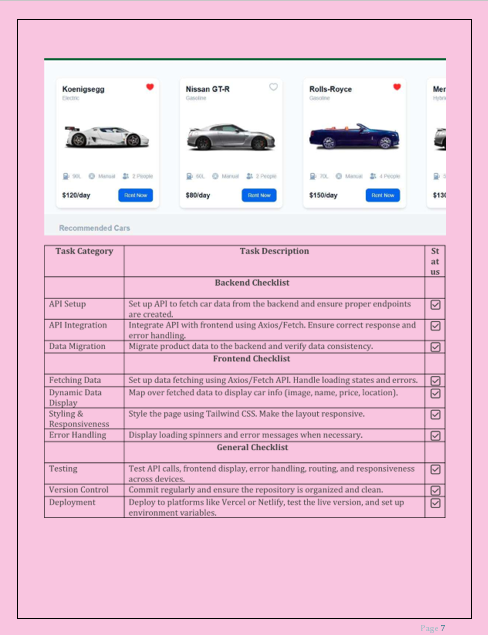 Koenigsegg Nissan GT-R Rolls-Royce Mer
Electric Gasoline Gasoline Hybri
90L Manual 2 People 60L Manual 2 People 70L Manual 4 People
$120/day Rent Now $80/day Rent Now $150/day Rent Now $130
Recommended Cars
Task Category Task Description St
at
us
Backend Checklist
API Setup Set up API to fetch car data from the backend and ensure proper endpoints
are created.
API Integration Integrate API with frontend using Axios/Fetch. Ensure correct response and
error handling.
Data Migration Migrate product data to the backend and verify data consistency.
Frontend Checklist
Fetching Data Set up data fetching using Axios/Fetch API. Handle loading states and errors.
Dynamic Data Map over fetched data to display car info (image, name, price, location).
Display
Styling & Style the page using Tailwind CSS. Make the layout responsive.
Responsiveness
Error Handling Display loading spinners and error messages when necessary.
General Checklist
Testing Test API calls, frontend display, error handling, routing, and responsiveness
across devices.
Version Control Commit regularly and ensure the repository is organized and clean.
Deployment Deploy to platforms like Vercel or Netlify, test the live version, and set up
environment variables.
Page 7